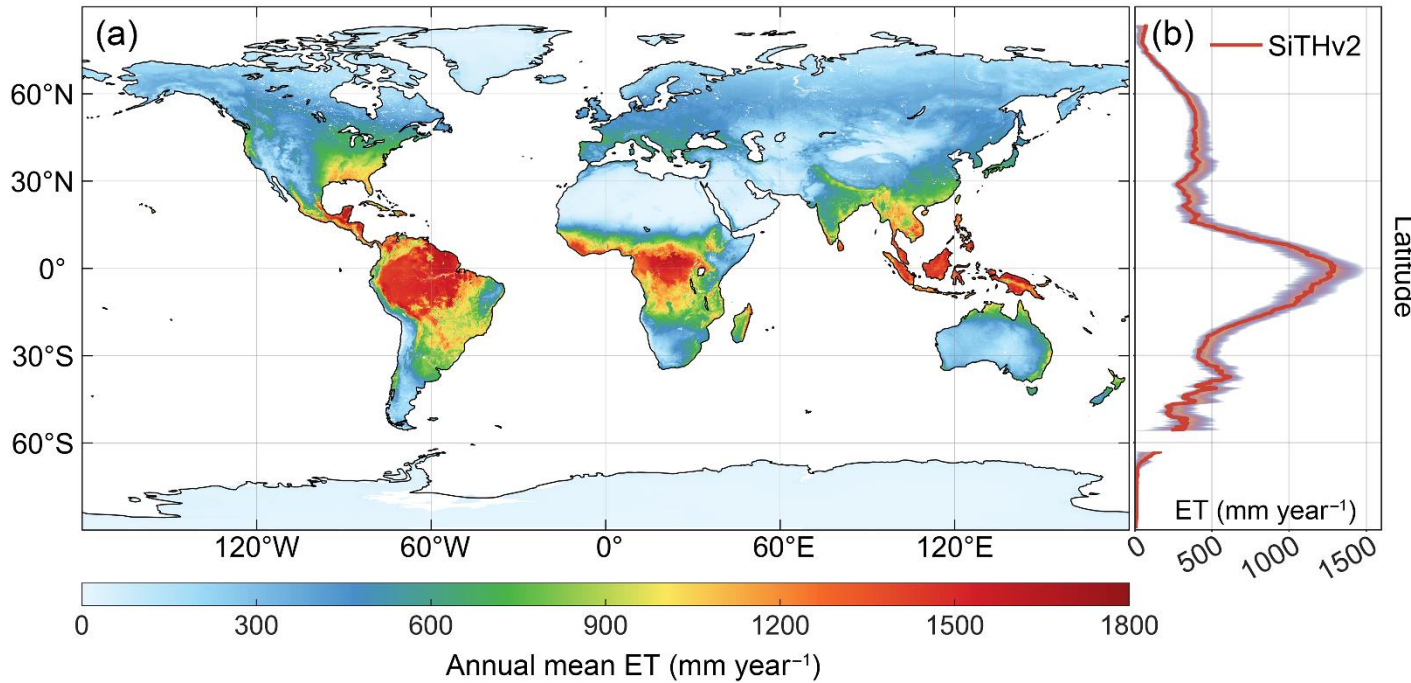 (a)
60°N
30°N
0°
30°S
60°S
120°W 60°W 0° 60°E 120°E
0 300 600 900 1200 1500 1800
Annual mean ET (mm year⁻¹)
(b) SiTHv2
Latitude
ET (mm year⁻¹)
0 500 1000 1500